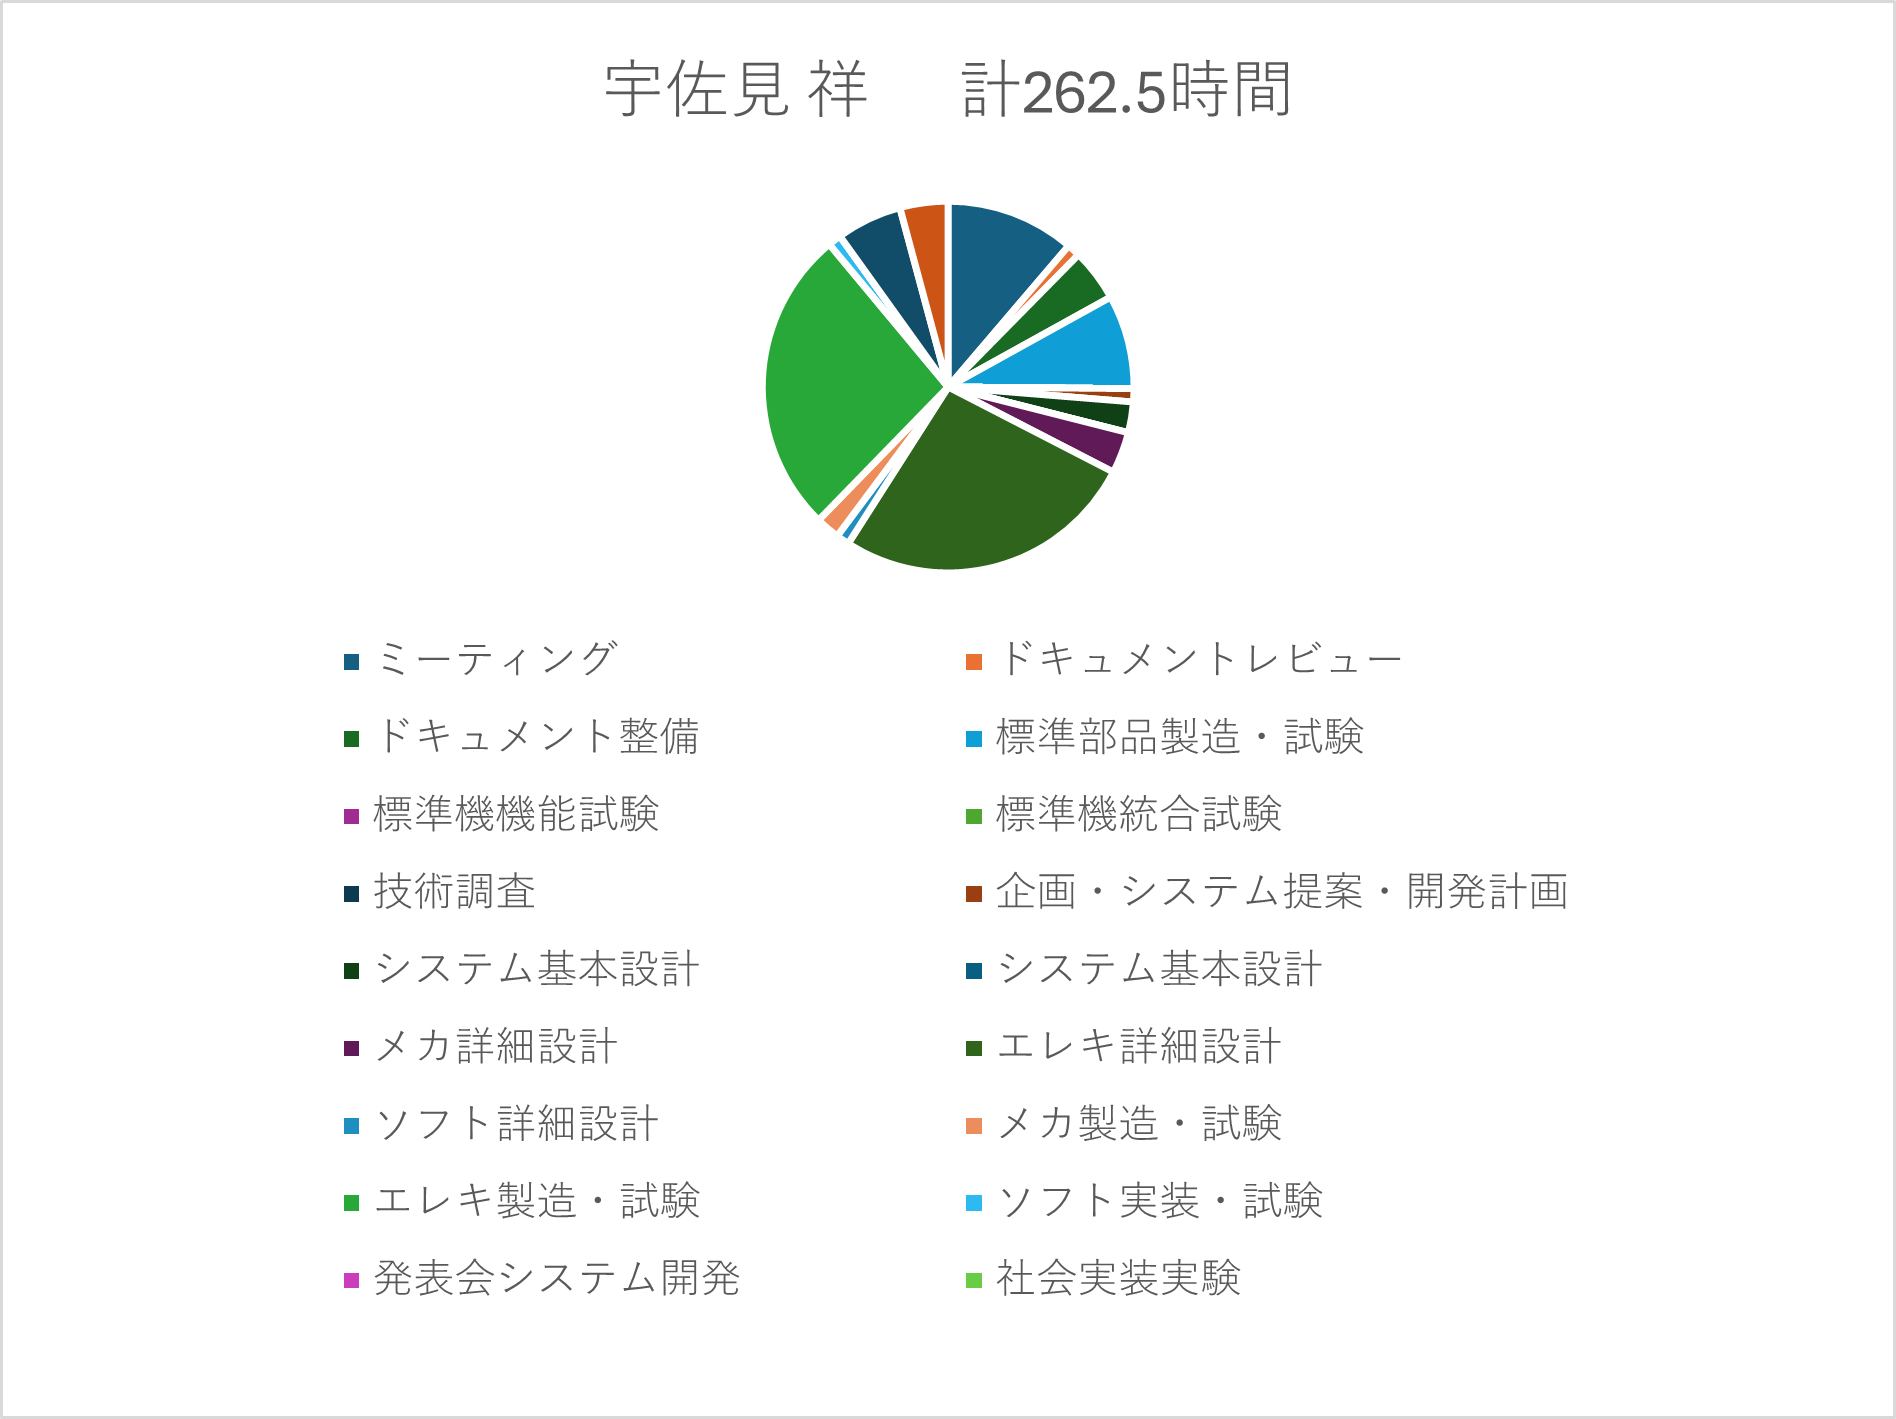 宇佐見 祥　計262.5時間
ミーティング
ドキュメントレビュー
ドキュメント整備
標準部品製造・試験
標準機機能試験
標準機統合試験
技術調査
企画・システム提案・開発計画
システム基本設計
システム基本設計
メカ詳細設計
エレキ詳細設計
ソフト詳細設計
メカ製造・試験
エレキ製造・試験
ソフト実装・試験
発表会システム開発
社会実装実験